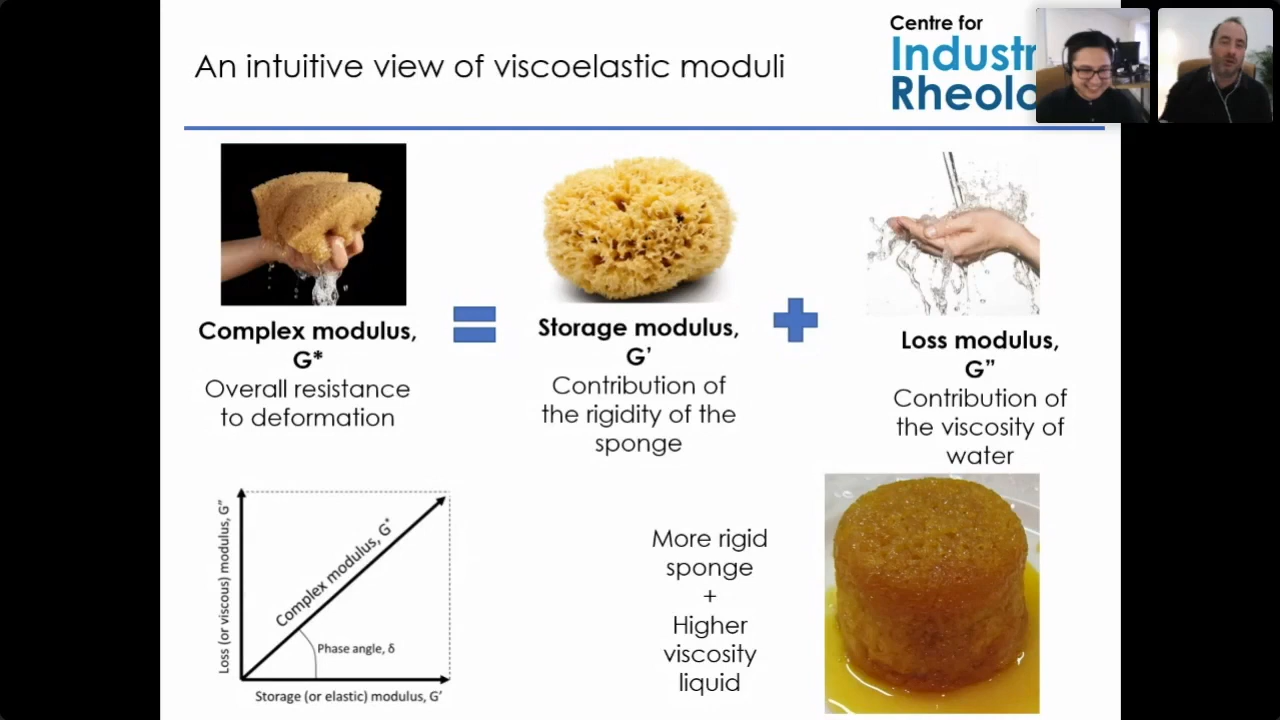 An intuitive view of viscoelastic moduli
Centre for
Complex modulus,
G*
Overall resistance
to deformation
Storage modulus,
G’
Contribution of
the rigidity of the
sponge
Loss modulus,
G”
Contribution of
the viscosity of
water
Loss (or viscous) modulus, G”
Complex modulus, G*
Phase angle, δ
Storage (or elastic) modulus, G’
More rigid
sponge
+
Higher
viscosity
liquid